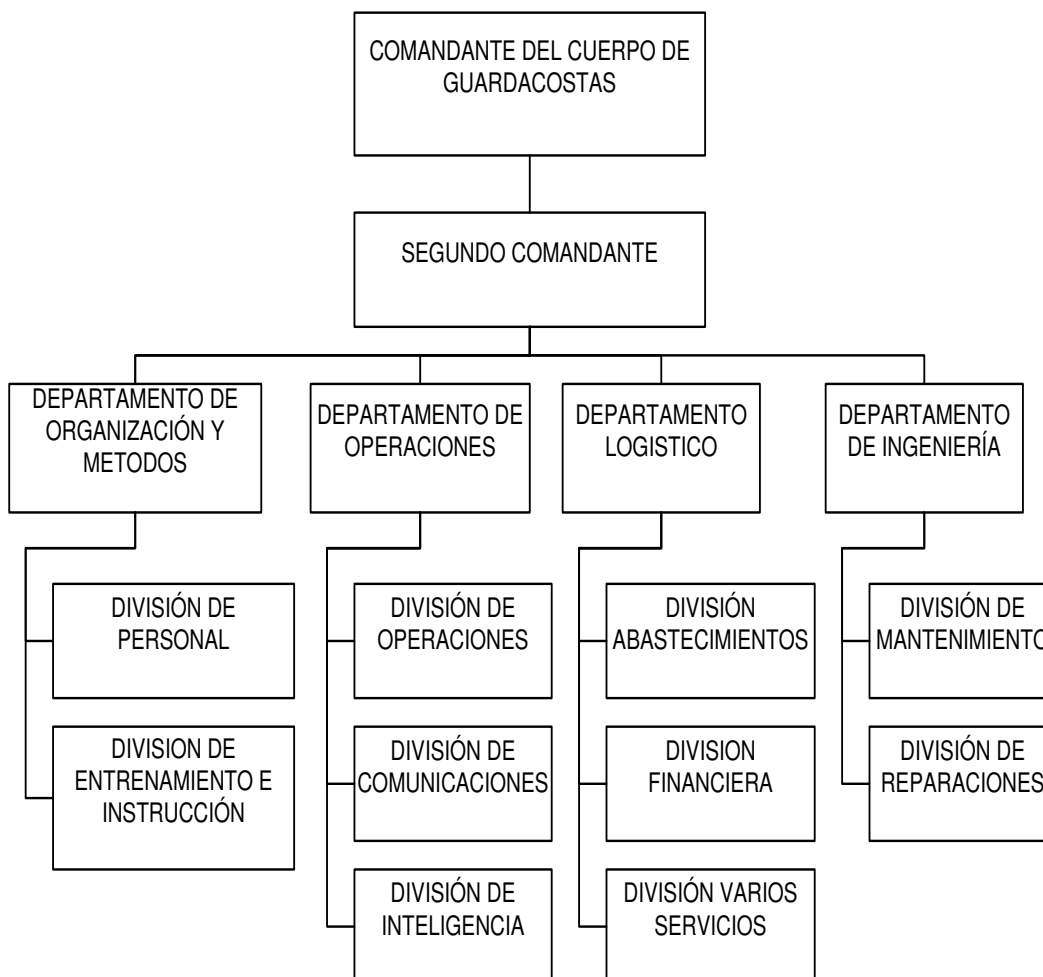 COMANDANTE DEL CUERPO DE
GUARDACOSTAS
SEGUNDO COMANDANTE
DEPARTAMENTO DE
ORGANIZACIÓN Y
METODOS
DEPARTAMENTO DE
OPERACIONES
DEPARTAMENTO
LOGISTICO
DEPARTAMENTO
DE INGENIERÍA
DIVISIÓN DE
PERSONAL
DIVISIÓN DE
OPERACIONES
DIVISIÓN
ABASTECIMIENTOS
DIVISIÓN DE
MANTENIMIENTO
DIVISION DE
ENTRENAMIENTO E
INSTRUCCIÓN
DIVISIÓN DE
COMUNICACIONES
DIVISION
FINANCIERA
DIVISIÓN DE
REPARACIONES
DIVISIÓN DE
INTELIGENCIA
DIVISIÓN VARIOS
SERVICIOS